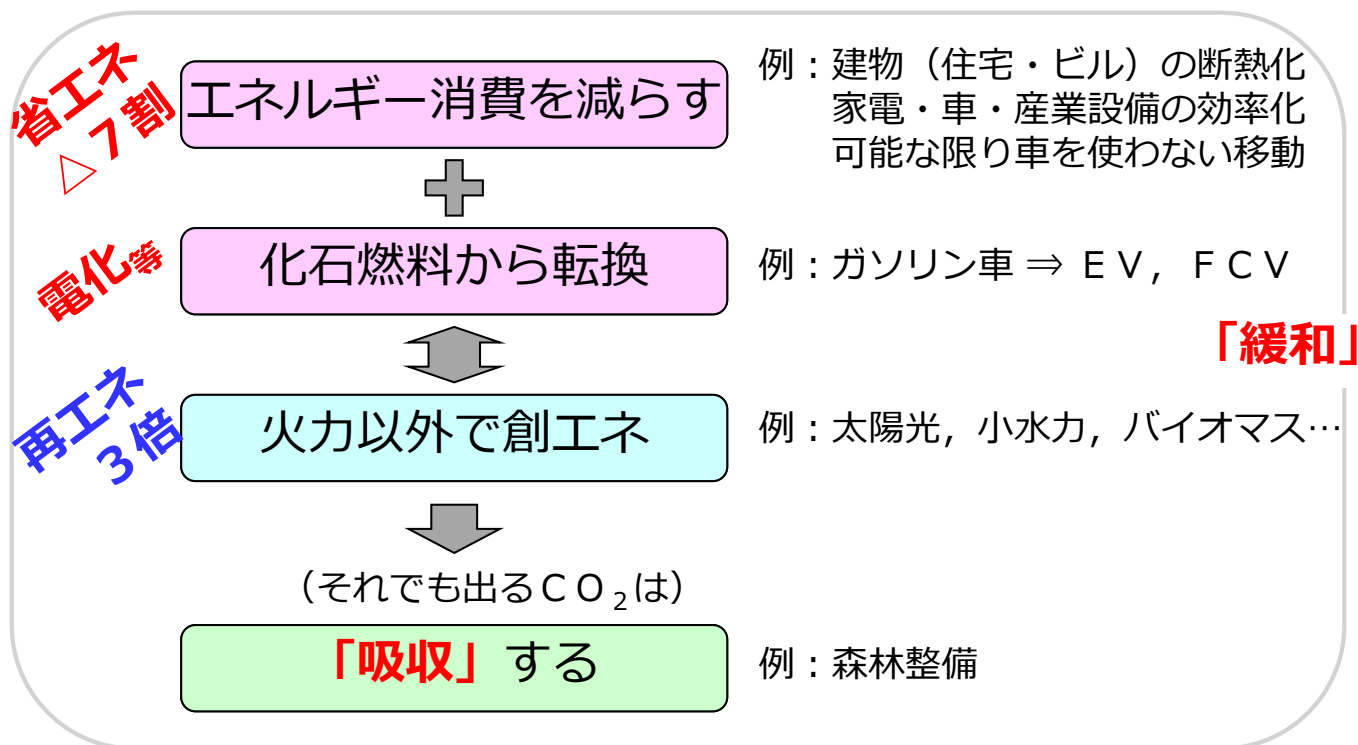 省エネ
△７割
エネルギー消費を減らす
例：建物（住宅・ビル）の断熱化
家電・車・産業設備の効率化
可能な限り車を使わない移動
電化等
化石燃料から転換
例：ガソリン車 ⇒ ＥＶ，ＦＣＶ
「緩和」
再エネ
３倍
火力以外で創エネ
例：太陽光，小水力，バイオマス…
（それでも出るＣＯ₂は）
「吸収」する
例：森林整備